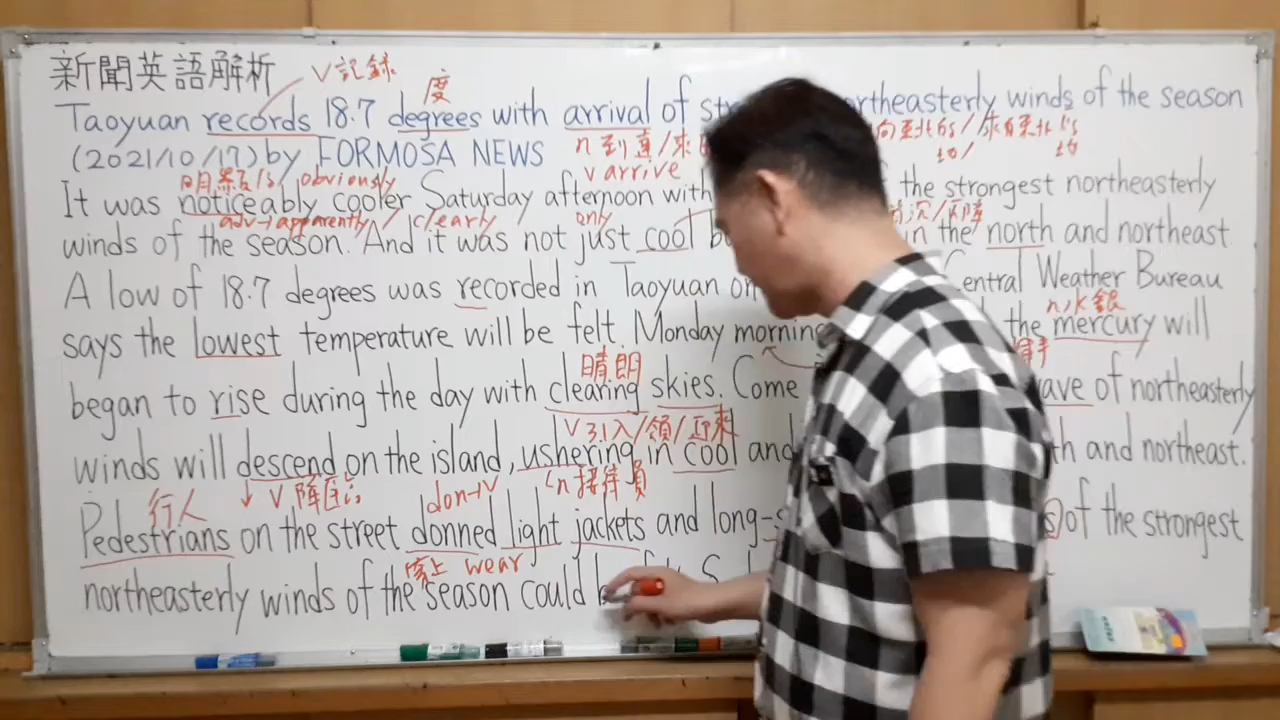 新聞英語解析
V 記録
度
Taoyuan records 18.7 degrees with arrival of rtheasterly winds of the season
n 到達/來
V arrive
(2021/10/17) by FORMOSA NEWS
明顯 obviously
It was noticeably cooler Saturday afternoon with the strongest northeasterly
adv→apparently/clearly only
winds of the season. And it was not just cool in the north and northeast
A low of 18.7 degrees was recorded in Taoyuan on Central Weather Bureau
n 水銀
says the lowest temperature will be felt Monday morning the mercury will
晴朗
began to rise during the day with clearing skies. Come wave of northeasterly
V 引入/領/迎來
winds will descend on the island, ushering in cool and th and northeast.
行人 ↓ V 降臨 don→V n 接待員
Pedestrians on the street donned light jackets and long-s of the strongest
穿上 wear
northeasterly winds of the season could